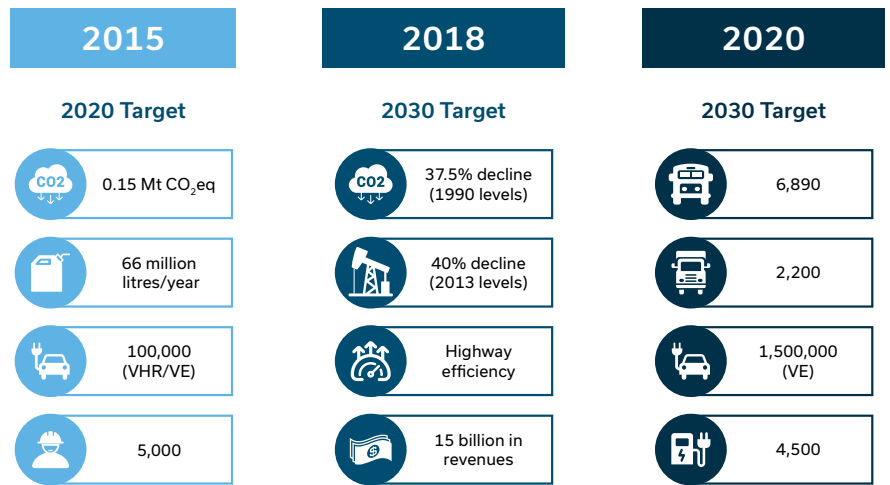 2015
2020 Target
CO2
0.15 Mt CO₂eq
66 million
litres/year
100,000
(VHR/VE)
5,000
2018
2030 Target
CO2
37.5% decline
(1990 levels)
40% decline
(2013 levels)
Highway
efficiency
$
15 billion in
revenues
2020
2030 Target
6,890
2,200
1,500,000
(VE)
4,500